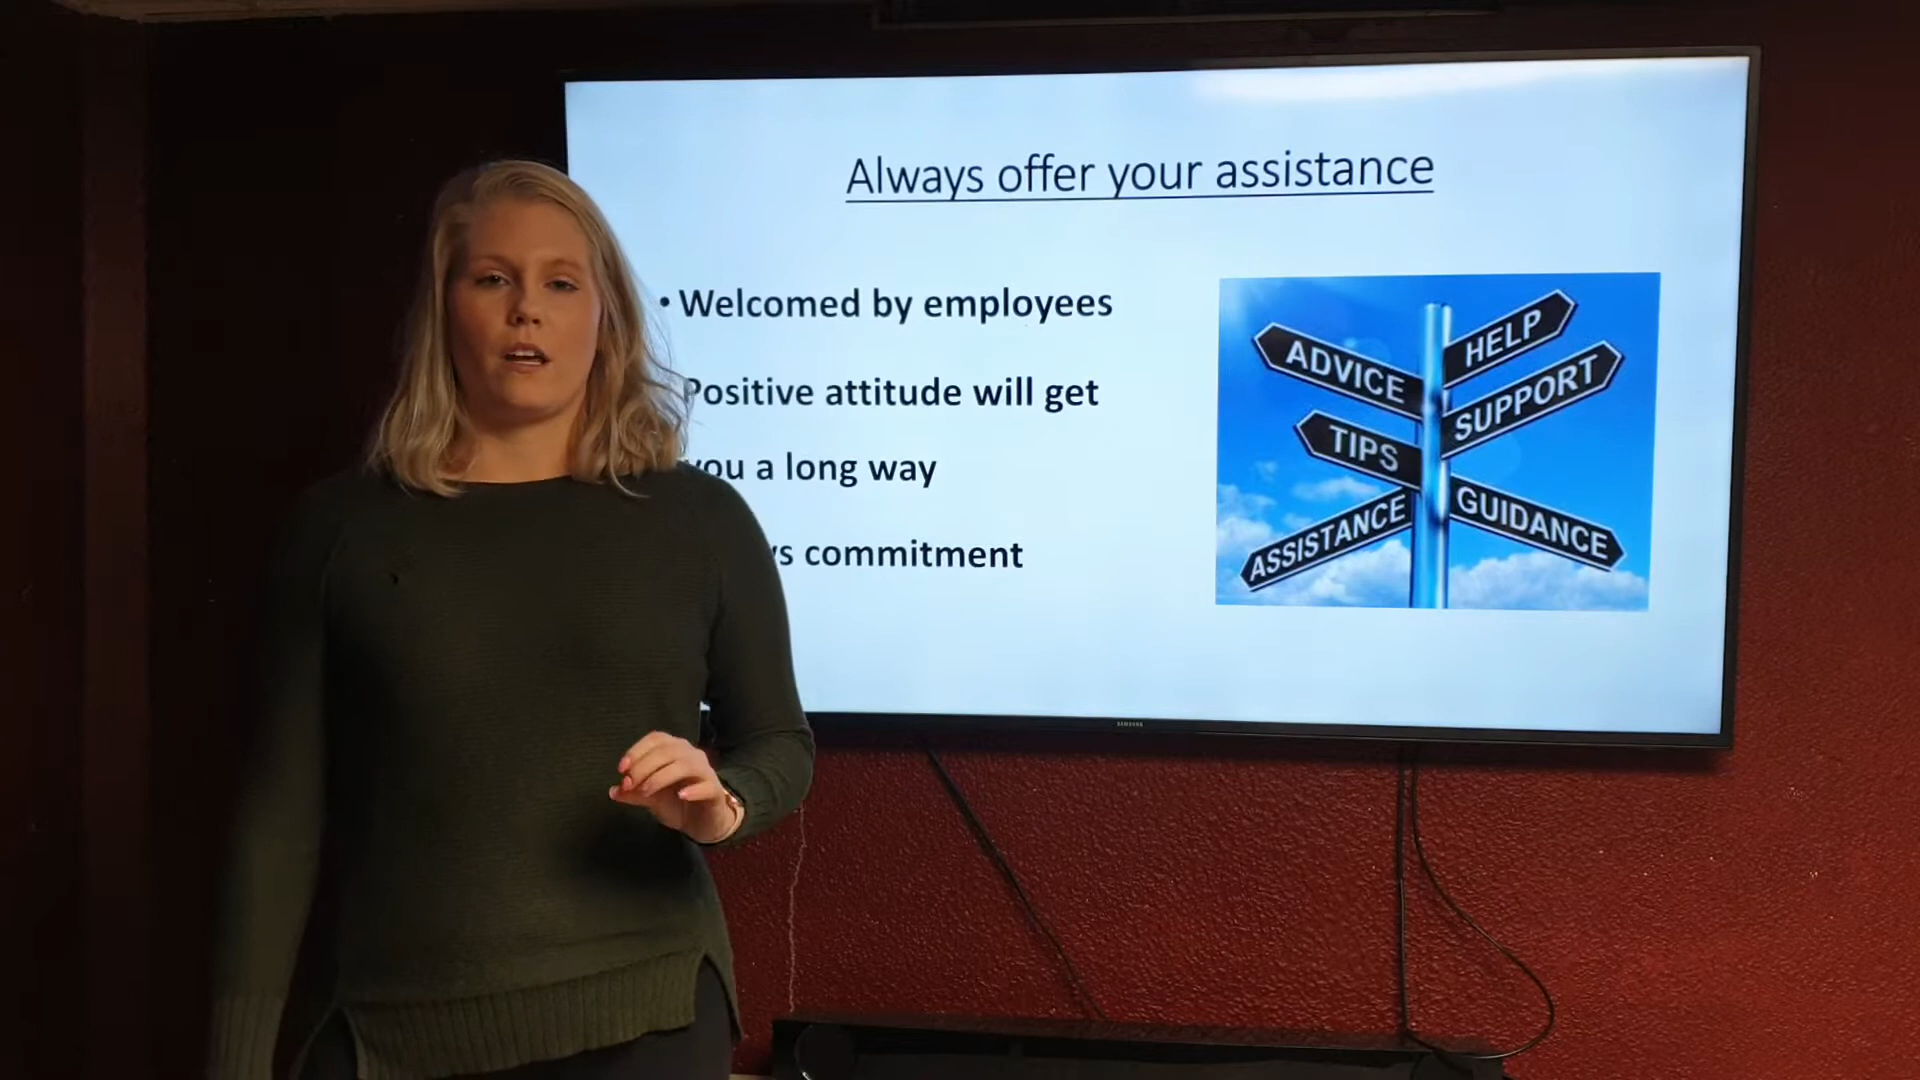 Always offer your assistance
• Welcomed by employees
Positive attitude will get
you a long way
commitment
ADVICE
HELP
SUPPORT
TIPS
GUIDANCE
ASSISTANCE
SAMSUNG